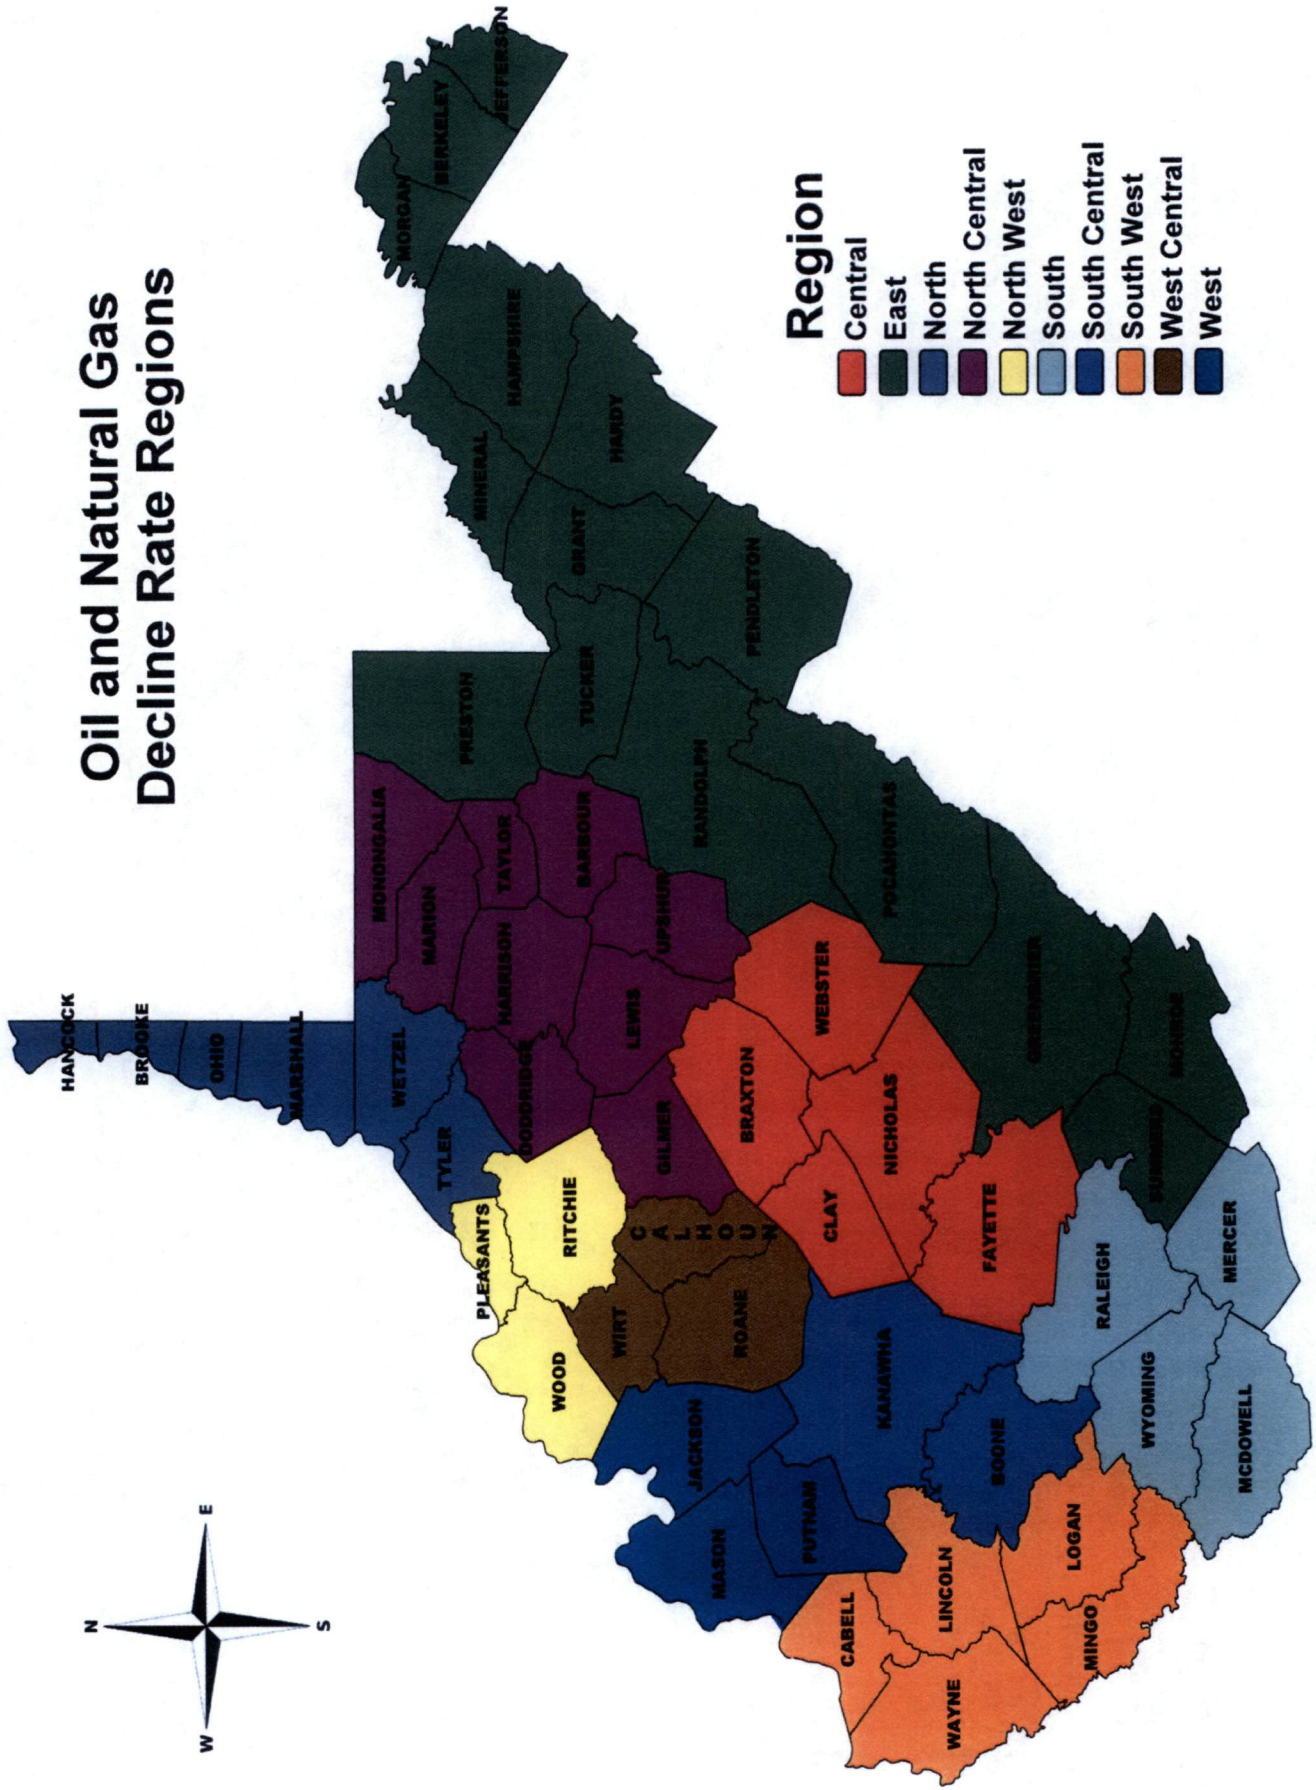 Oil and Natural Gas
Decline Rate Regions
N
W
E
S
HANCOCK
BROOKE
OHIO
MARSHALL
WETZEL
TYLER
MONONGALIA
MARION
PRESTON
MORGAN
BERKELEY
JEFFERSON
MINERAL
HAMPSHIRE
PLEASANTS
DODDRIDGE
HARRISON
TAYLOR
WOOD
RITCHIE
BARBOUR
TUCKER
GRANT
HARDY
WIRT
CALHOUN
GILMER
LEWIS
UPSHUR
RANDOLPH
PENDLETON
JACKSON
ROANE
BRAXTON
MASON
PUTNAM
CLAY
WEBSTER
POCAHONTAS
CABELL
KANAWHA
NICHOLAS
LINCOLN
BOONE
FAYETTE
GREENBRIER
WAYNE
LOGAN
MINGO
RALEIGH
SUMMERS
MONROE
WYOMING
MERCER
MCDOWELL
Region
Central
East
North
North Central
North West
South
South Central
South West
West Central
West